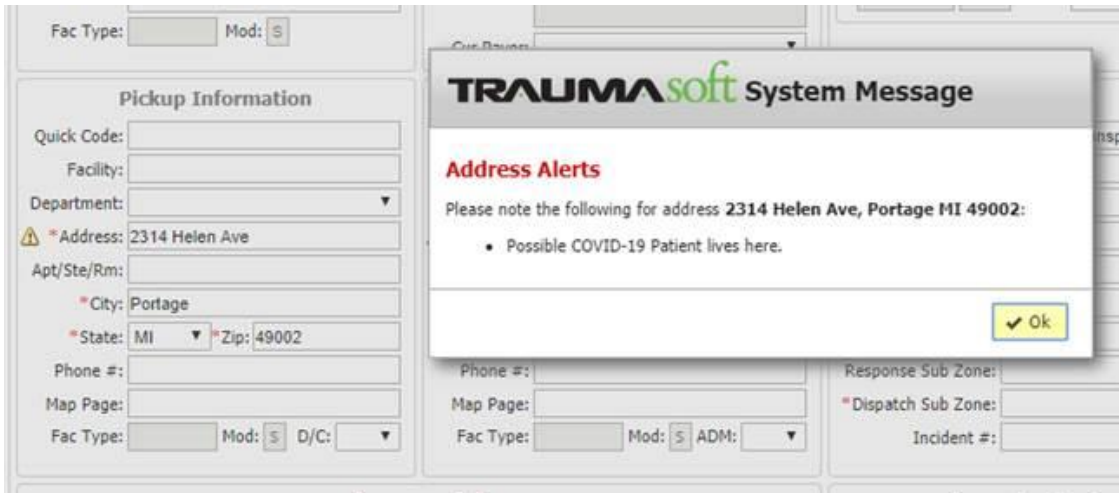 Fac Type: Mod: S
Cur Payer:
Pickup Information
Quick Code:
Facility:
Department:
*Address: 2314 Helen Ave
Apt/Ste/Rm:
*City: Portage
*State: MI *Zip: 49002
Phone #:
Map Page:
Fac Type: Mod: S D/C:
TRAUMAsoft System Message
Address Alerts
Please note the following for address 2314 Helen Ave, Portage MI 49002:
• Possible COVID-19 Patient lives here.
Ok
Phone #:
Map Page:
Fac Type: Mod: S ADM:
Response Sub Zone:
*Dispatch Sub Zone:
Incident #: